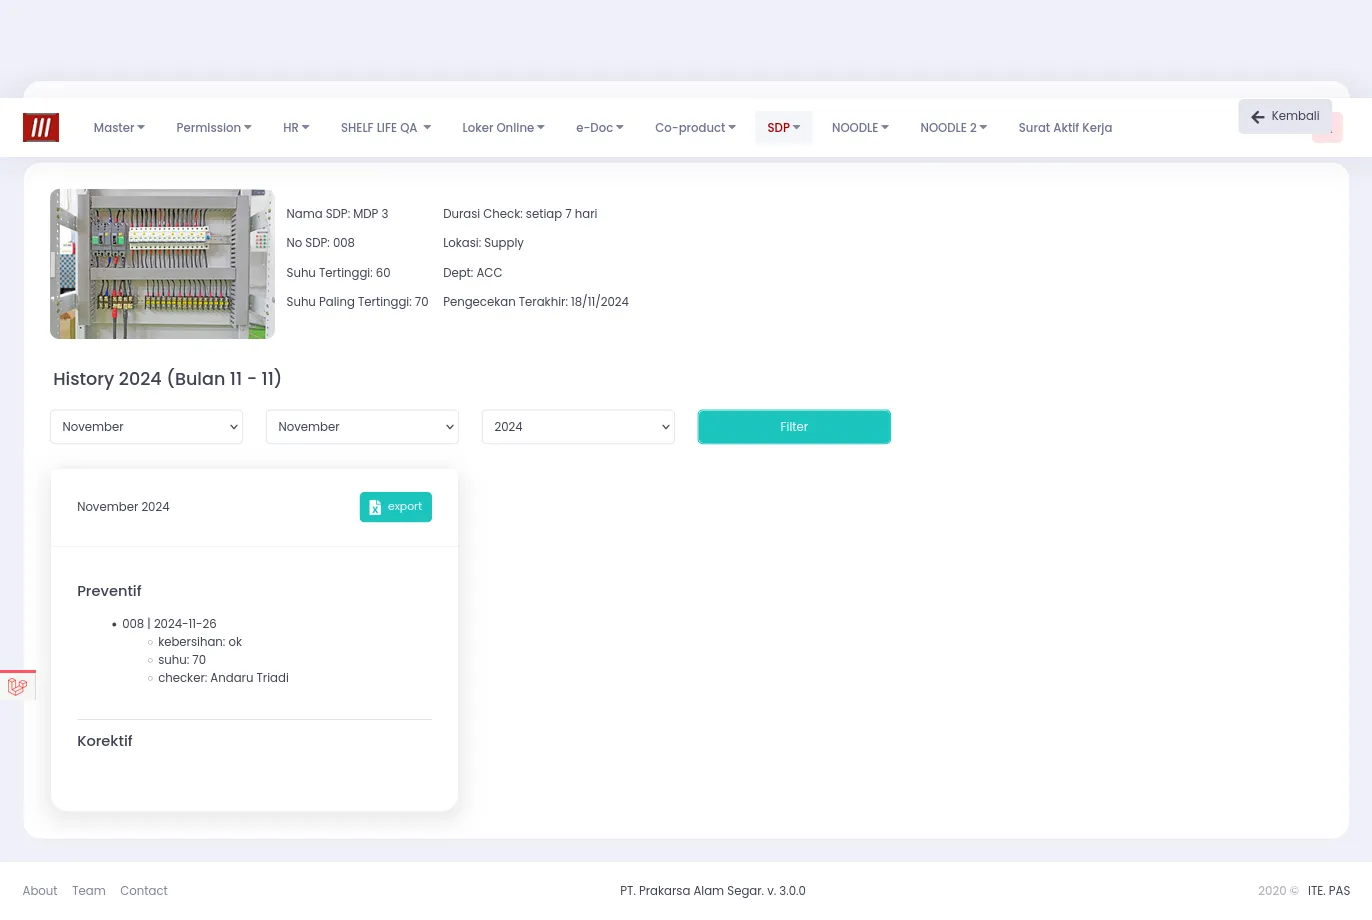 Master Permission HR SHELF LIFE QA Loker Online e-Doc Co-product SDP NOODLE NOODLE 2 Surat Aktif Kerja Kembali
Nama SDP: MDP 3
No SDP: 008
Suhu Tertinggi: 60
Suhu Paling Tertinggi: 70
Durasi Check: setiap 7 hari
Lokasi: Supply
Dept: ACC
Pengecekan Terakhir: 18/11/2024
History 2024 (Bulan 11 - 11)
November November 2024 Filter
November 2024 export
Preventif
008 | 2024-11-26
kebersihan: ok
suhu: 70
checker: Andaru Triadi
Korektif
About Team Contact PT. Prakarsa Alam Segar. v. 3.0.0 2020 © ITE. PAS